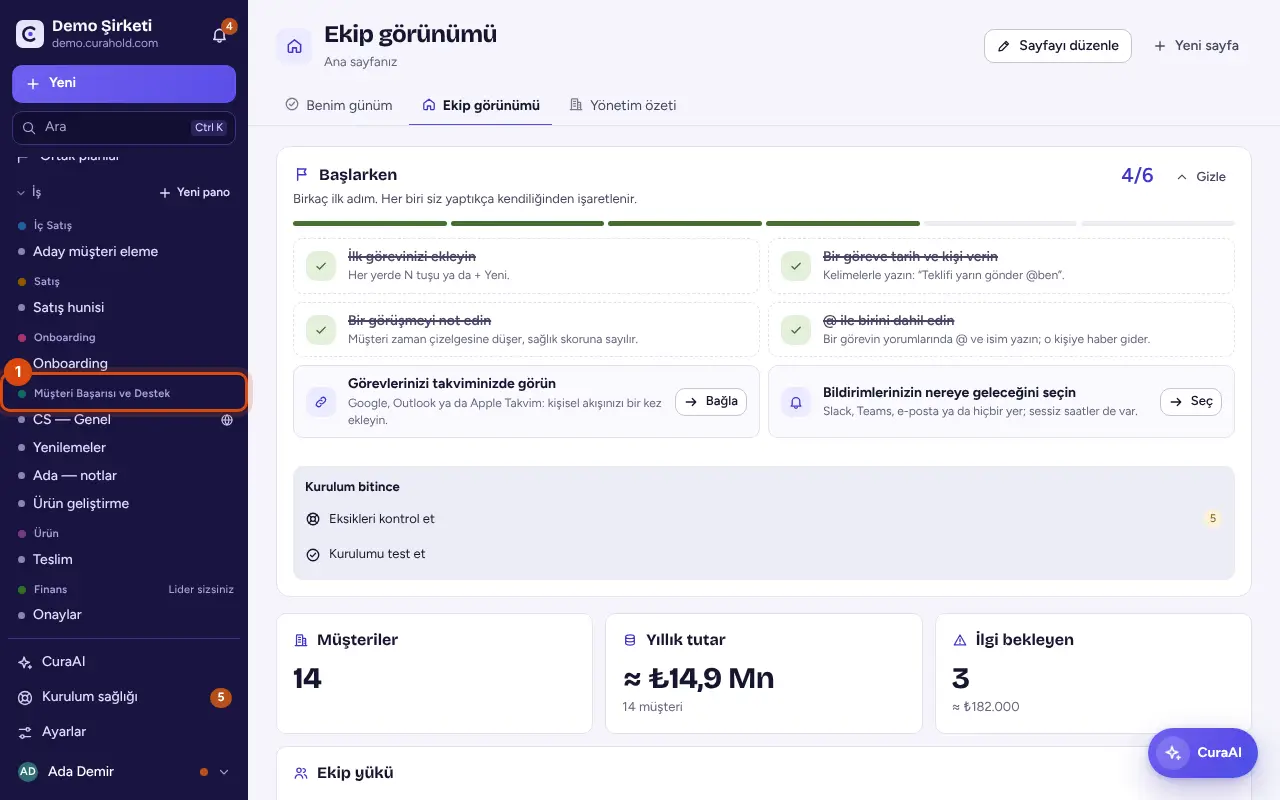 Demo Şirketi
demo.curahold.com
4
Yeni
Ara
Ctrl K
Ortak planlar
İş
Yeni pano
İç Satış
Aday müşteri eleme
Satış
Satış hunisi
Onboarding
Onboarding
1
Müşteri Başarısı ve Destek
CS — Genel
Yenilemeler
Ada — notlar
Ürün geliştirme
Ürün
Teslim
Finans
Lider sizsiniz
Onaylar
CuraAI
Kurulum sağlığı
5
Ayarlar
AD
Ada Demir
Ekip görünümü
Ana sayfanız
Sayfayı düzenle
Yeni sayfa
Benim günüm
Ekip görünümü
Yönetim özeti
Başlarken
4/6
Gizle
Birkaç ilk adım. Her biri siz yaptıkça kendiliğinden işaretlenir.
İlk görevinizi ekleyin
Her yerde N tuşu ya da + Yeni.
Bir göreve tarih ve kişi verin
Kelimelerle yazın: “Teklifi yarın gönder @ben”.
Bir görüşmeyi not edin
Müşteri zaman çizelgesine düşer, sağlık skoruna sayılır.
@ ile birini dahil edin
Bir görevin yorumlarında @ ve isim yazın; o kişiye haber gider.
Görevlerinizi takviminizde görün
Google, Outlook ya da Apple Takvim: kişisel akışınızı bir kez
ekleyin.
Bağla
Bildirimlerinizin nereye geleceğini seçin
Slack, Teams, e-posta ya da hiçbir yer; sessiz saatler de var.
Seç
Kurulum bitince
Eksikleri kontrol et
5
Kurulumu test et
Müşteriler
14
Yıllık tutar
≈ ₺14,9 Mn
14 müşteri
İlgi bekleyen
3
≈ ₺182.000
Ekip yükü
CuraAI